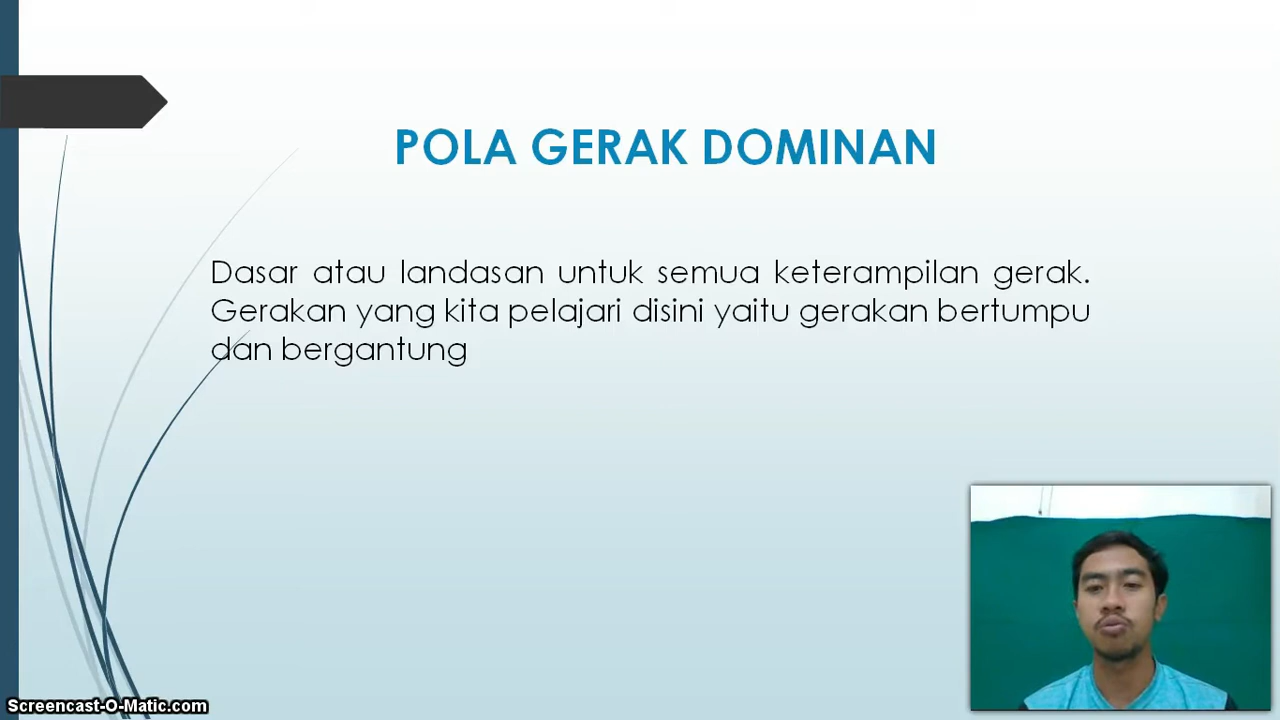 POLA GERAK DOMINAN
Dasar atau landasan untuk semua keterampilan gerak.
Gerakan yang kita pelajari disini yaitu gerakan bertumpu
dan bergantung
Screencast-O-Matic.com